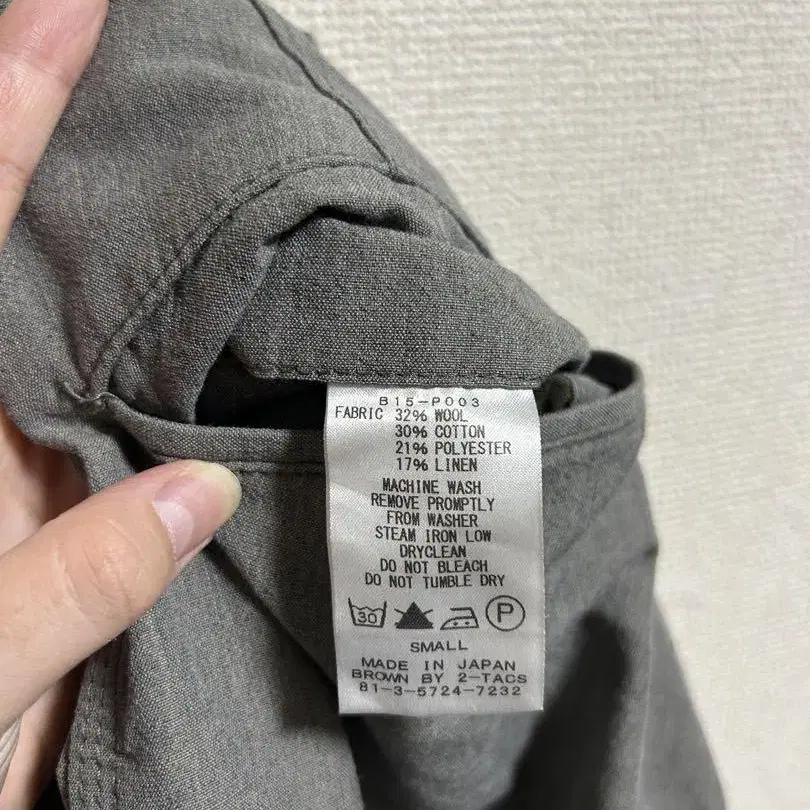 B15-P003
FABRIC 32% WOOL
30% COTTON
21% POLYESTER
17% LINEN
MACHINE WASH
REMOVE PROMPTLY
FROM WASHER
STEAM IRON LOW
DRYCLEAN
DO NOT BLEACH
DO NOT TUMBLE DRY
30 P
SMALL
MADE IN JAPAN
BROWN BY 2-TACS
81-3-5724-7232